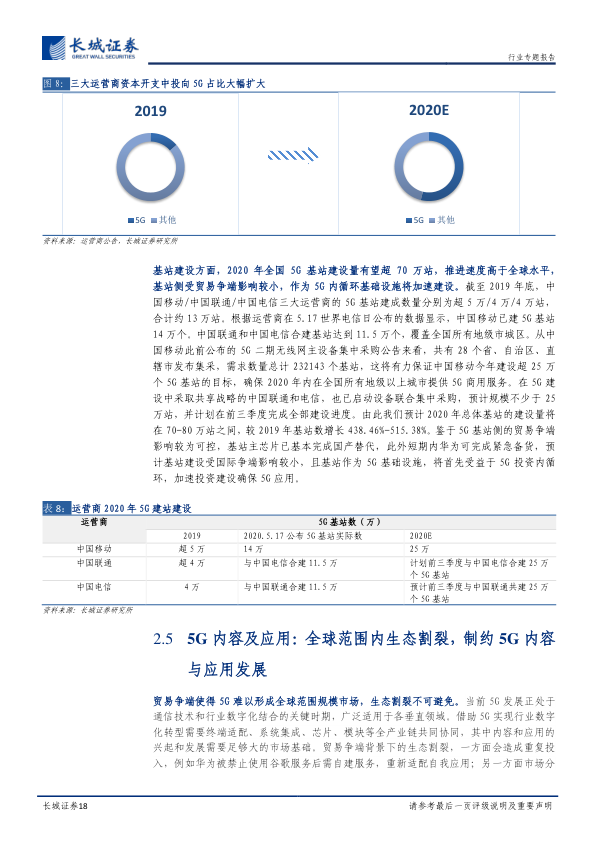 长城证券
GREAT WALL SECURITIES
行业专题报告
图 8：三大运营商资本开支中投向 5G 占比大幅扩大
2019
2020E
5G 其他
5G 其他
资料来源：运营商公告、长城证券研究所
基站建设方面，2020 年全国 5G 基站建设量有望超 70 万站，推进速度高于全球水平，
基站侧受贸易争端影响较小，作为 5G 内循环基础设施将加速建设。截至 2019 年底，中
国移动/中国联通/中国电信三大运营商的 5G 基站建成数量分别为超 5 万/4 万/4 万站，
合计约 13 万站。根据运营商在 5.17 世界电信日公布的数据显示，中国移动已建 5G 基站
14 万个。中国联通和中国电信合建基站达到 11.5 万个，覆盖全国所有地级市城区。从中
国移动此前公布的 5G 二期无线网主设备集中采购公告来看，共有 28 个省、自治区、直
辖市发布集采，需求数量总计 232143 个基站，这将有力保证中国移动今年建设超 25 万
个 5G 基站的目标，确保 2020 年内在全国所有地级以上城市提供 5G 商用服务。在 5G 建
设中采取共享战略的中国联通和电信，也已启动设备联合集中采购，预计规模不少于 25
万站，并计划在前三季度完成全部建设进度。由此我们预计 2020 年总体基站的建设量将
在 70-80 万站之间，较 2019 年基站数增长 438.46%-515.38%。鉴于 5G 基站侧的贸易争端
影响较为可控，基站主芯片已基本完成国产替代，此外短期内华为可完成紧急备货，预
计基站建设受国际争端影响较小，且基站作为 5G 基础设施，将首先受益于 5G 投资内循
环，加速投资建设确保 5G 应用。
表 8：运营商 2020 年 5G 建站建设
运营商 5G 基站数（万）
2019 2020.5.17 公布 5G 基站实际数 2020E
中国移动 超 5 万 14 万 25 万
中国联通 超 4 万 与中国电信合建 11.5 万 计划前三季度与中国电信合建 25 万
个 5G 基站
中国电信 4 万 与中国联通合建 11.5 万 预计前三季度与中国联通共建 25 万
个 5G 基站
资料来源：长城证券研究所
2.5 5G 内容及应用：全球范围内生态割裂，制约 5G 内容
与应用发展
贸易争端使得 5G 难以形成全球范围规模市场，生态割裂不可避免。当前 5G 发展正处于
通信技术和行业数字化结合的关键时期，广泛适用于各垂直领域。借助 5G 实现行业数字
化转型需要终端适配、系统集成、芯片、模块等全产业链共同协同，其中内容和应用的
兴起和发展需要足够大的市场基础。贸易争端背景下的生态割裂，一方面会造成重复投
入，例如华为被禁止使用谷歌服务后需自建服务，重新适配自我应用；另一方面市场分
长城证券18
请参考最后一页评级说明及重要声明